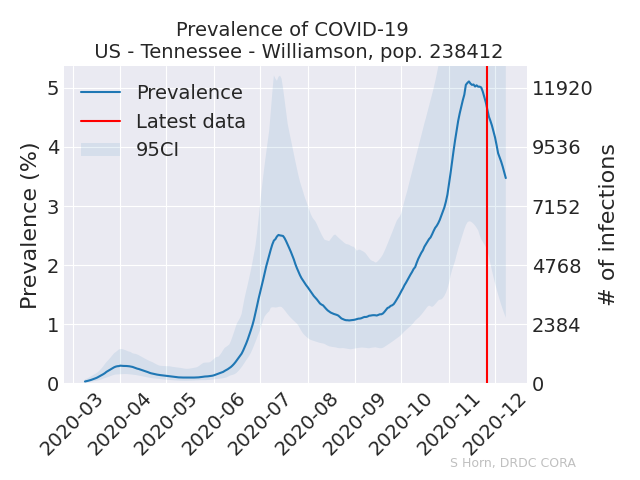 Prevalence of COVID-19
US - Tennessee - Williamson, pop. 238412
Prevalence
Latest data
95CI
Prevalence (%)
5
4
3
2
1
0
11920
9536
7152
4768
2384
0
# of infections
2020-03
2020-04
2020-05
2020-06
2020-07
2020-08
2020-09
2020-10
2020-11
2020-12
S Horn, DRDC CORA